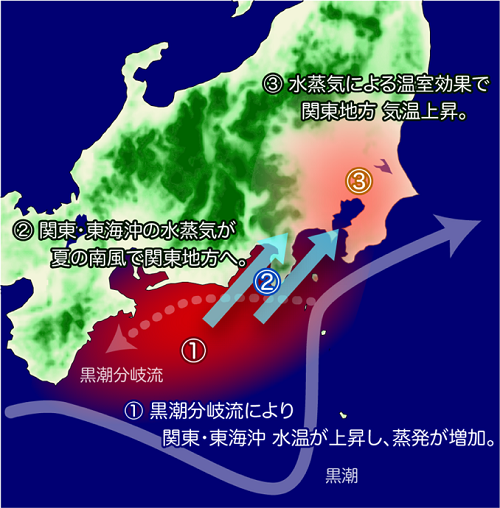 ③ 水蒸気による温室効果で
関東地方 気温上昇。
③
② 関東・東海沖の水蒸気が
夏の南風で関東地方へ。
②
①
黒潮分岐流
① 黒潮分岐流により
関東・東海沖 水温が上昇し、蒸発が増加。
黒潮